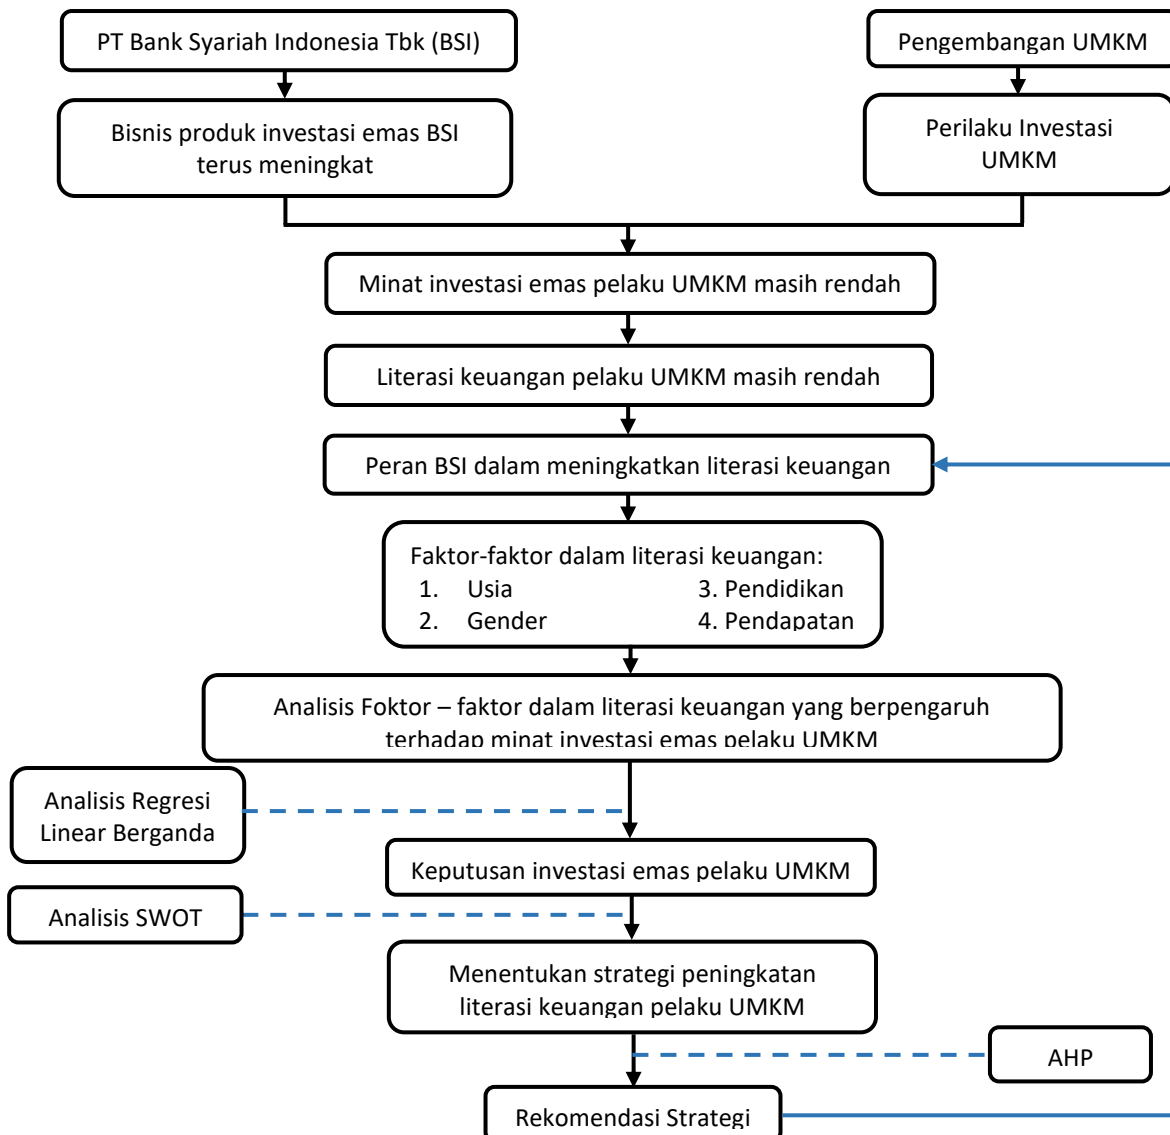 PT Bank Syariah Indonesia Tbk (BSI)
Pengembangan UMKM
Bisnis produk investasi emas BSI
terus meningkat
Perilaku Investasi
UMKM
Minat investasi emas pelaku UMKM masih rendah
Literasi keuangan pelaku UMKM masih rendah
Peran BSI dalam meningkatkan literasi keuangan
Faktor-faktor dalam literasi keuangan:
1. Usia 3. Pendidikan
2. Gender 4. Pendapatan
Analisis Foktor – faktor dalam literasi keuangan yang berpengaruh
terhadap minat investasi emas pelaku UMKM
Analisis Regresi
Linear Berganda
Keputusan investasi emas pelaku UMKM
Analisis SWOT
Menentukan strategi peningkatan
literasi keuangan pelaku UMKM
AHP
Rekomendasi Strategi